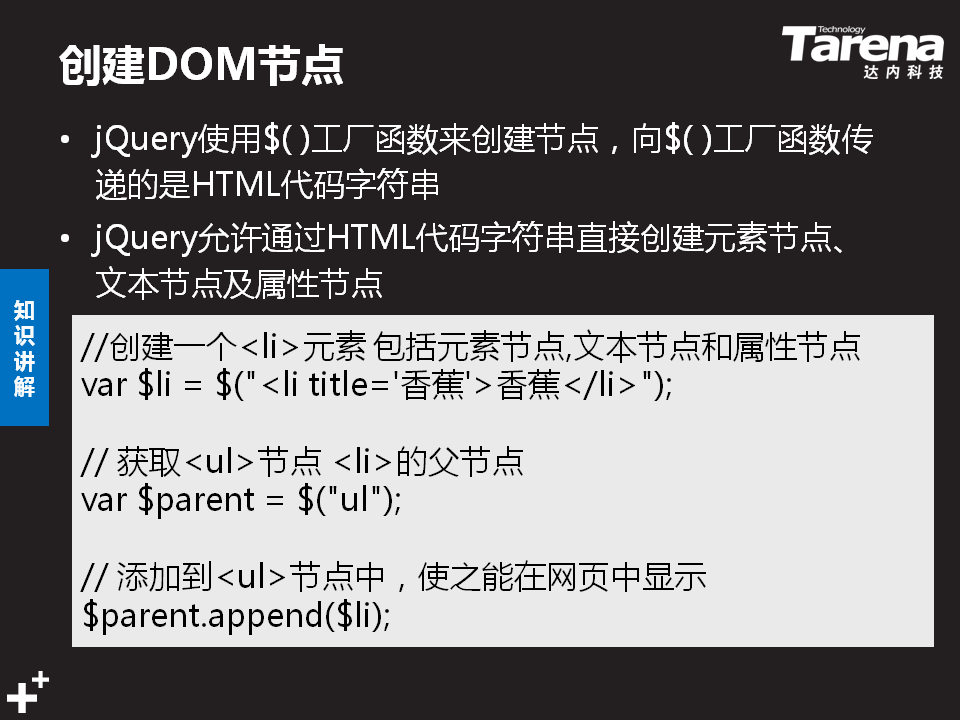 创建DOM节点
Technology
Tarena
达内科技
• jQuery使用$( )工厂函数来创建节点，向$( )工厂函数传
递的是HTML代码字符串
• jQuery允许通过HTML代码字符串直接创建元素节点、
文本节点及属性节点
知识讲解
//创建一个<li>元素 包括元素节点,文本节点和属性节点
var $li = $("<li title='香蕉'>香蕉</li>");
// 获取<ul>节点 <li>的父节点
var $parent = $("ul");
// 添加到<ul>节点中，使之能在网页中显示
$parent.append($li);